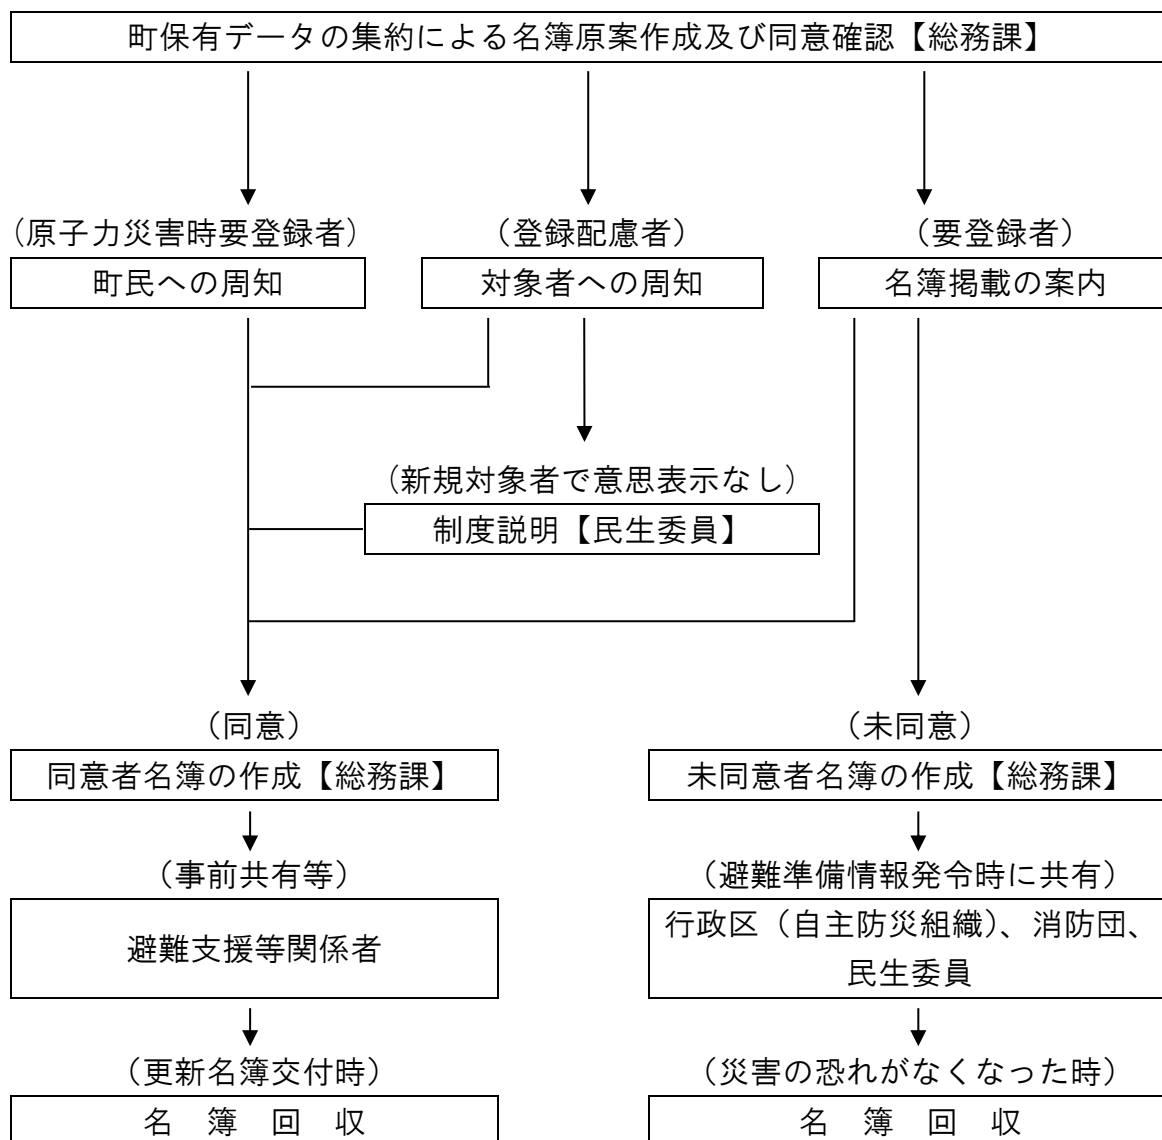 町保有データの集約による名簿原案作成及び同意確認【総務課】
（原子力災害時要登録者）
（登録配慮者）
（要登録者）
町民への周知
対象者への周知
名簿掲載の案内
（新規対象者で意思表示なし）
制度説明【民生委員】
（同意）
（未同意）
同意者名簿の作成【総務課】
未同意者名簿の作成【総務課】
（事前共有等）
（避難準備情報発令時に共有）
避難支援等関係者
行政区（自主防災組織）、消防団、
民生委員
（更新名簿交付時）
（災害の恐れがなくなった時）
名　簿　回　収
名　簿　回　収